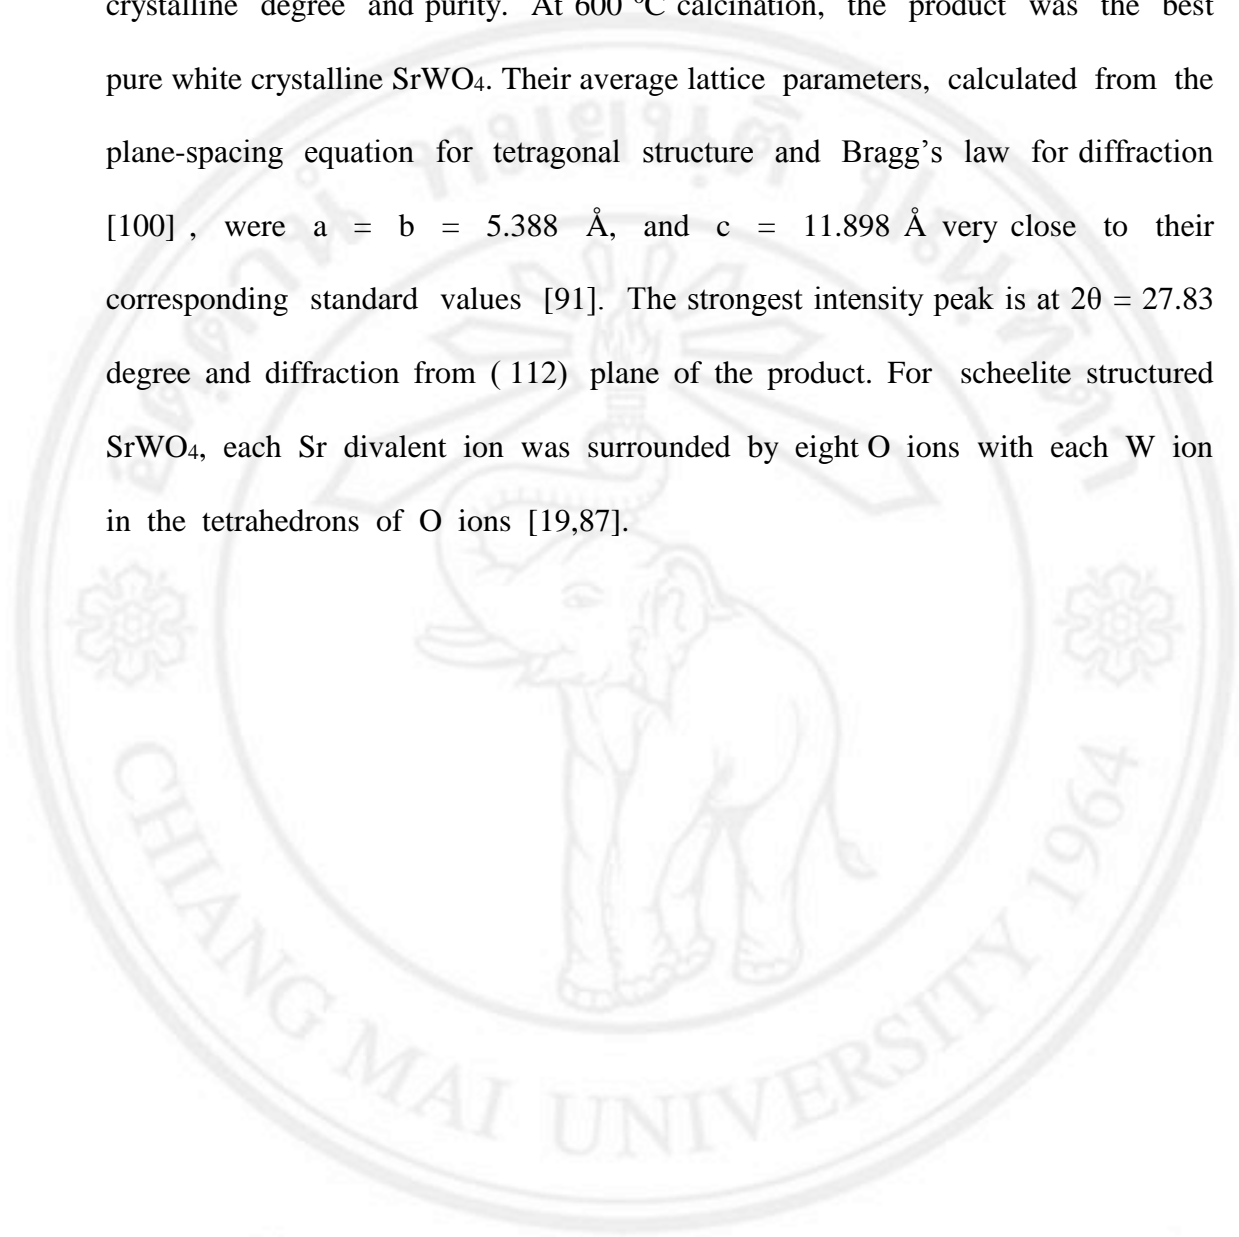 crystalline degree and purity. At 600 °C calcination, the product was the best
pure white crystalline SrWO₄. Their average lattice parameters, calculated from the
plane-spacing equation for tetragonal structure and Bragg’s law for diffraction
[100] , were a = b = 5.388 Å, and c = 11.898 Å very close to their
corresponding standard values [91]. The strongest intensity peak is at 2θ = 27.83
degree and diffraction from ( 112) plane of the product. For scheelite structured
SrWO₄, each Sr divalent ion was surrounded by eight O ions with each W ion
in the tetrahedrons of O ions [19,87].
CHIANG MAI UNIVERSITY 1964